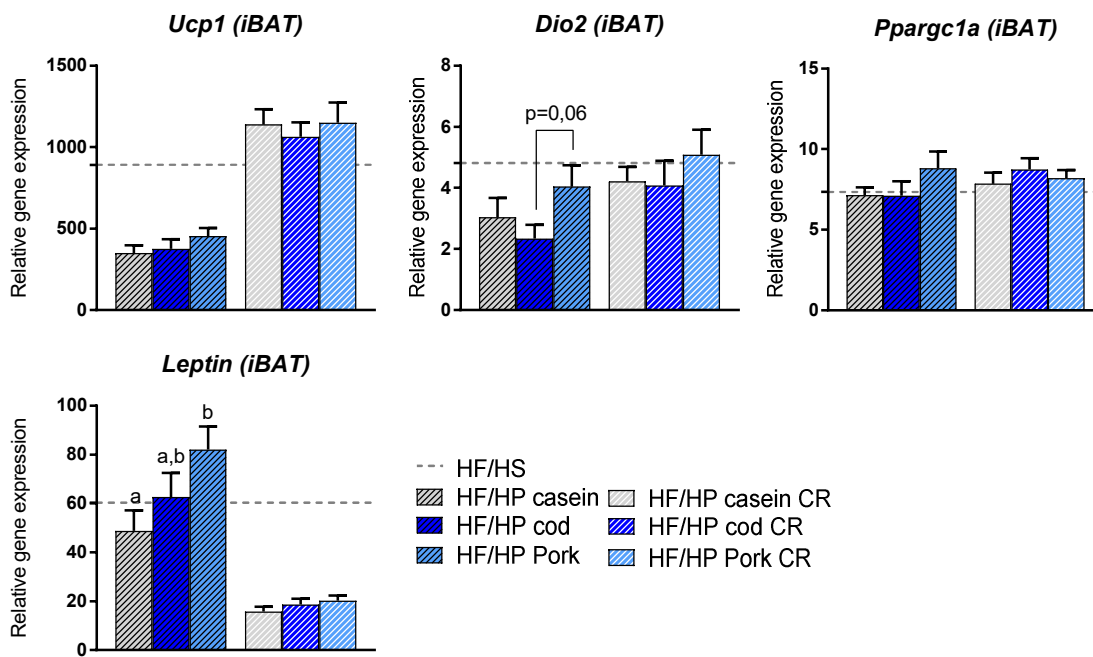 Ucp1 (iBAT)
Relative gene expression
1500
1000
500
0
Dio2 (iBAT)
Relative gene expression
8
6
4
2
0
p=0,06
Ppargc1a (iBAT)
Relative gene expression
15
10
5
0
Leptin (iBAT)
Relative gene expression
100
80
60
40
20
0
a
a,b
b
HF/HS
HF/HP casein
HF/HP casein CR
HF/HP cod
HF/HP cod CR
HF/HP Pork
HF/HP Pork CR